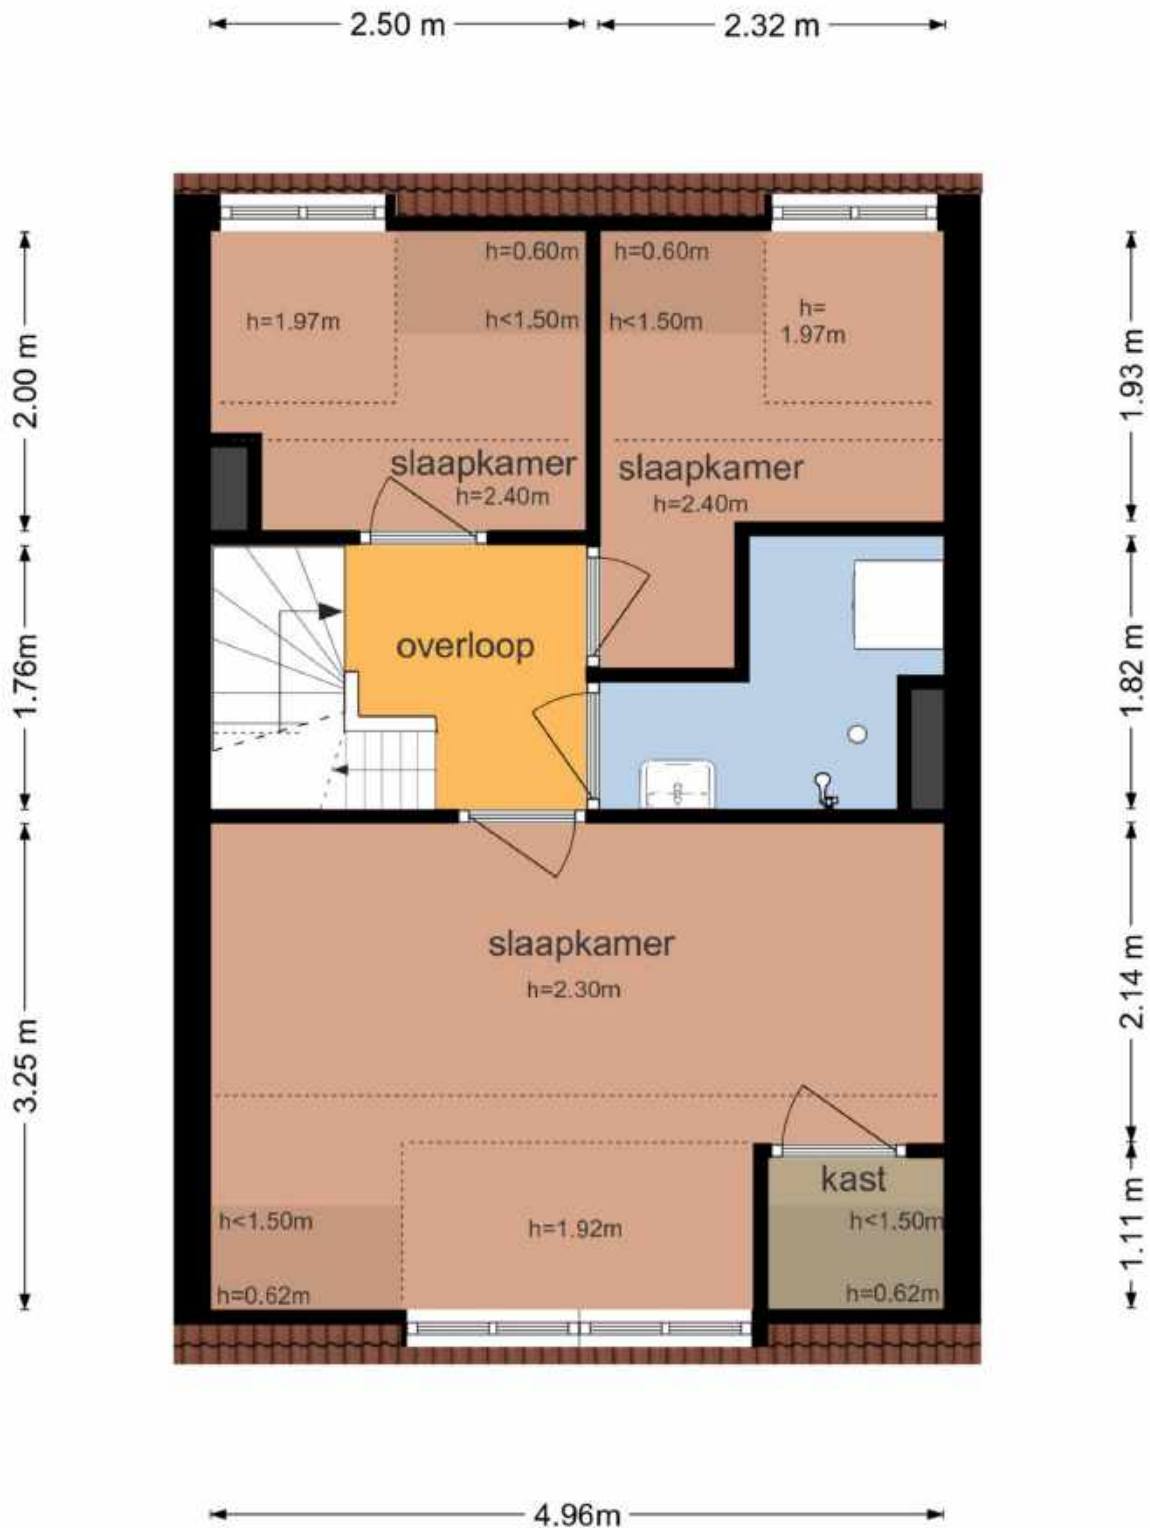 2.50 m
2.32 m
h=0.60m
h=0.60m
h=1.97m
h<1.50m
h<1.50m
h=
1.97m
2.00 m
1.93 m
slaapkamer
h=2.40m
slaapkamer
h=2.40m
overloop
1.76m
1.82 m
slaapkamer
h=2.30m
2.14 m
3.25 m
kast
h<1.50m
h<1.50m
h=1.92m
1.11 m
h=0.62m
h=0.62m
4.96m